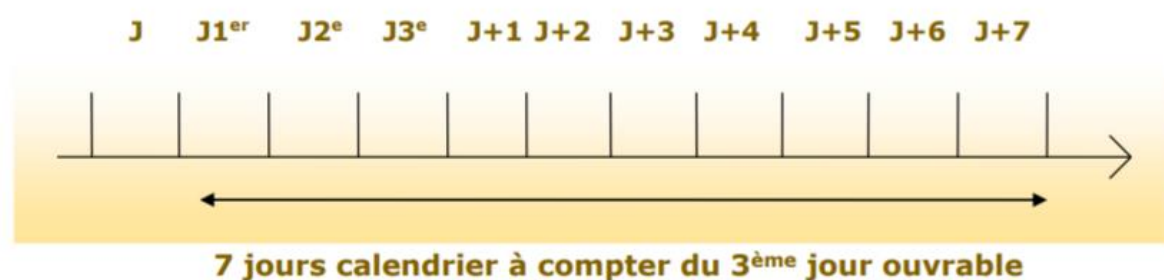 J J1er J2e J3e J+1 J+2 J+3 J+4 J+5 J+6 J+7
7 jours calendrier à compter du 3ème jour ouvrable